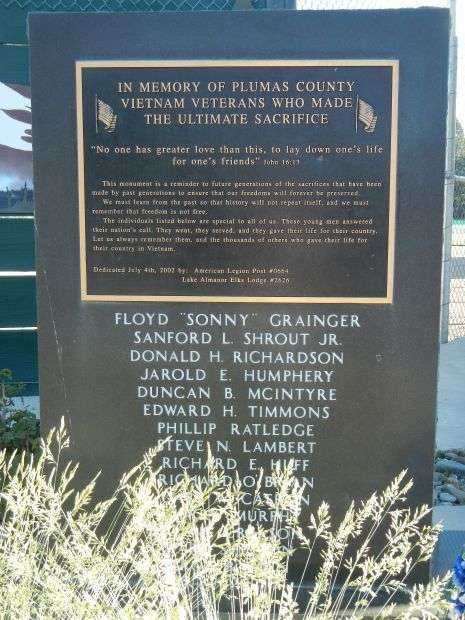 IN MEMORY OF PLUMAS COUNTY
VIETNAM VETERANS WHO MADE
THE ULTIMATE SACRIFICE
"No one has greater love than this, to lay down one's life
for one's friends" John 16:13
This monument is a reminder to future generations of the sacrifices that have been
made by past generations to ensure that our freedoms will forever be preserved.
We must learn from the past so that history will not repeat itself, and we must
remember that freedom is not free.
The individuals listed below are special to all of us. These young men answered
their nation's call. They went, they served, and they gave their life for their country.
Let us always remember them, and the thousands of others who gave their life for
their country in Vietnam.
Dedicated July 4th, 2002 by: American Legion Post #0664
Lake Almanor Elks Lodge #2626
FLOYD "SONNY" GRAINGER
SANFORD L. SHROUT JR.
DONALD H. RICHARDSON
JAROLD E. HUMPHERY
DUNCAN B. MCINTYRE
EDWARD H. TIMMONS
PHILLIP RATLEDGE
STEVE N. LAMBERT
RICHARD E. HUFF
RICHARD O'BRIAN
MURPHY